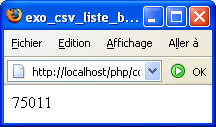 exo_csv_liste_b...
Fichier Edition Affichage Aller à
http://localhost/php/co
OK
75011